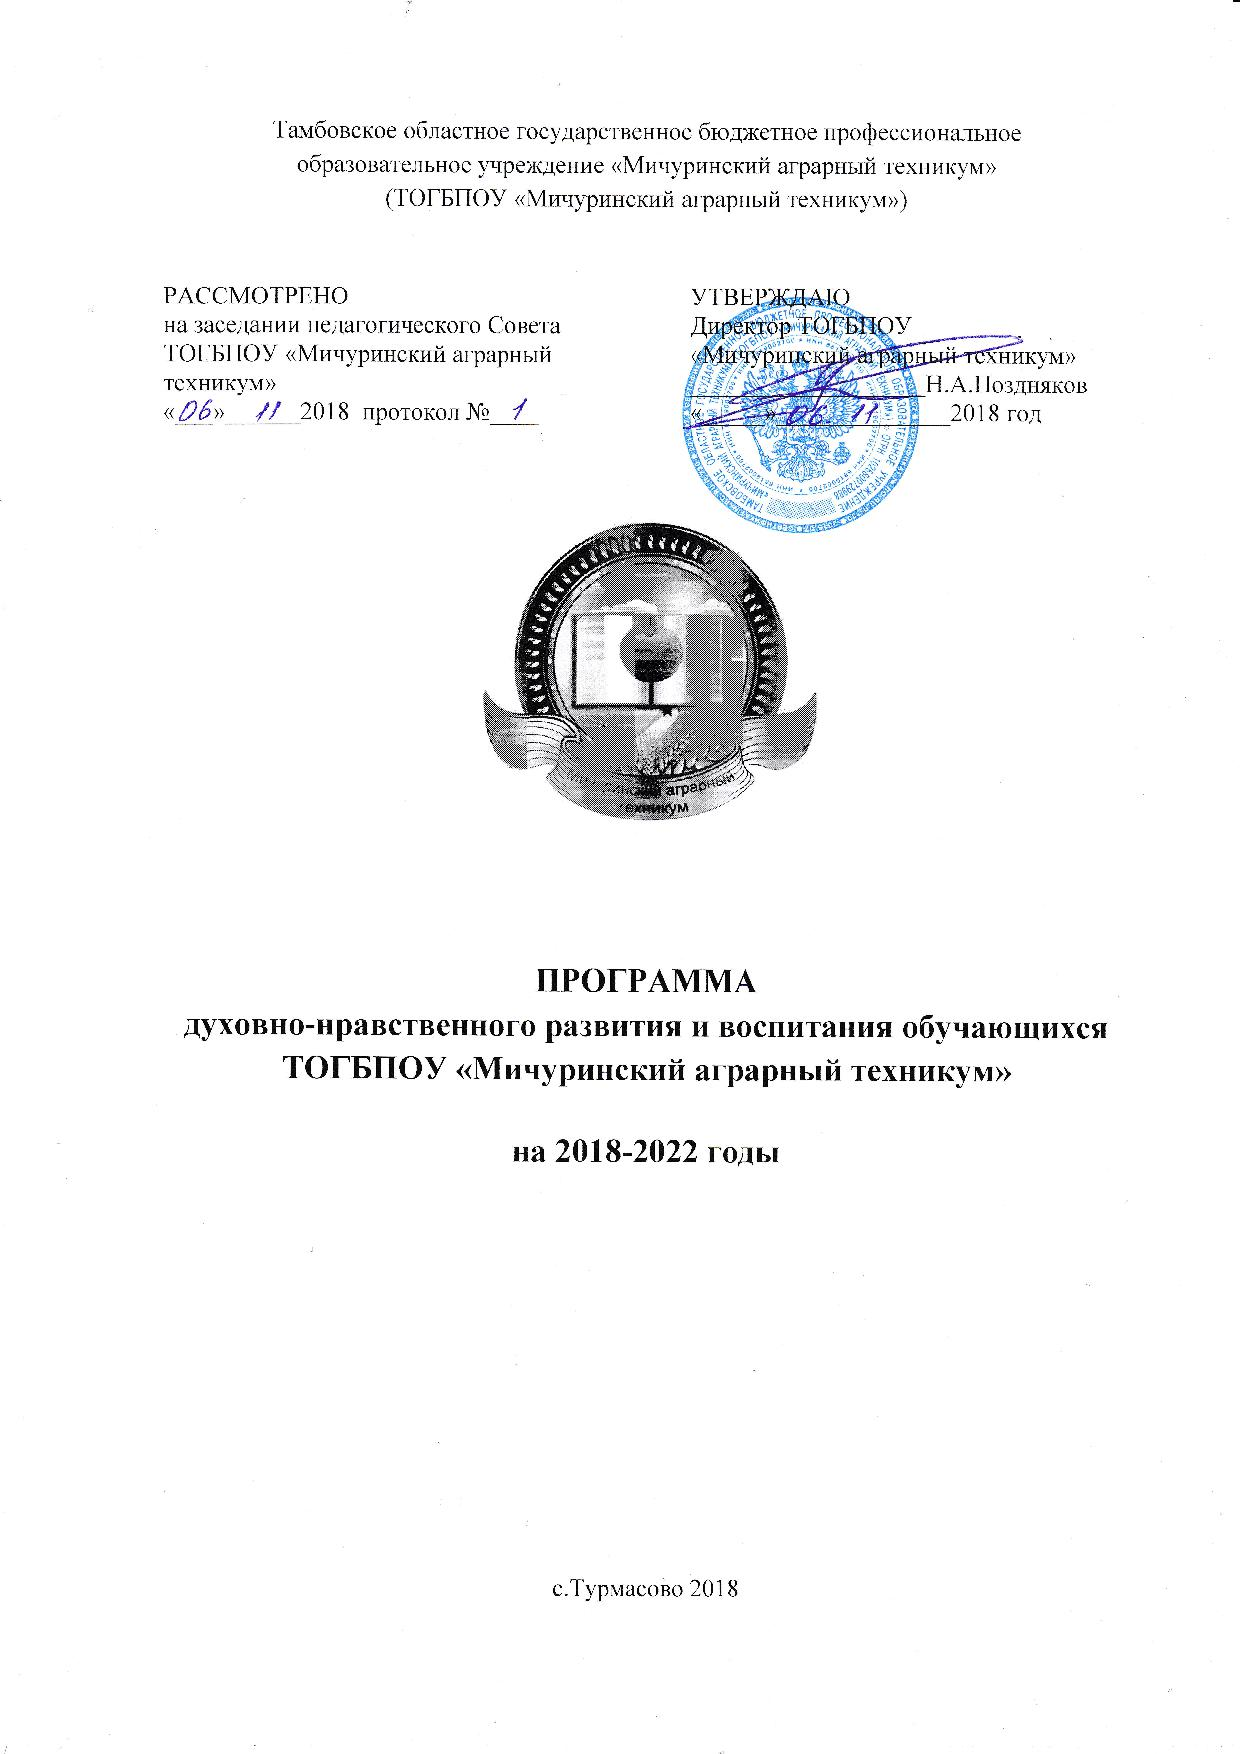 Тамбовское областное государственное бюджетное профессиональное
образовательное учреждение «Мичуринский аграрный техникум»
(ТОГБПОУ «Мичуринский аграрный техникум»)
РАССМОТРЕНО
на заседании педагогического Совета
ТОГБПОУ «Мичуринский аграрный
техникум»
«06» 11 2018 протокол № 1
УТВЕРЖДАЮ
Директор ТОГБПОУ
«Мичуринский аграрный техникум»
Н.А.Поздняков
« » 06. 11 2018 год
аграрный
техникум
ПРОГРАММА
духовно-нравственного развития и воспитания обучающихся
ТОГБПОУ «Мичуринский аграрный техникум»
на 2018-2022 годы
с.Турмасово 2018